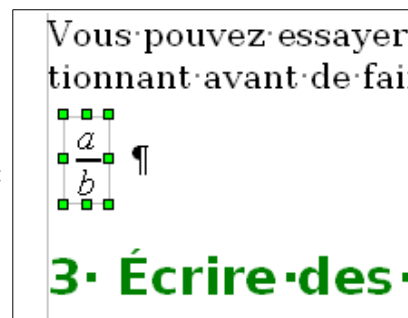 Vous·pouvez·essayer
tionnant·avant·de·fai
a
b
¶
3· Écrire·des·